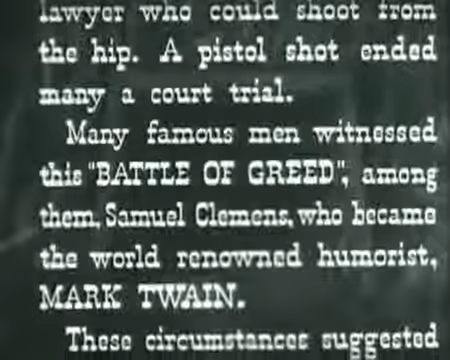 lawyer who could shoot from
the hip. A pistol shot ended
many a court trial.
Many famous men witnessed
this "BATTLE OF GREED", among
them, Samuel Clemens, who became
the world renowned humorist,
MARK TWAIN.
These circumstances suggested